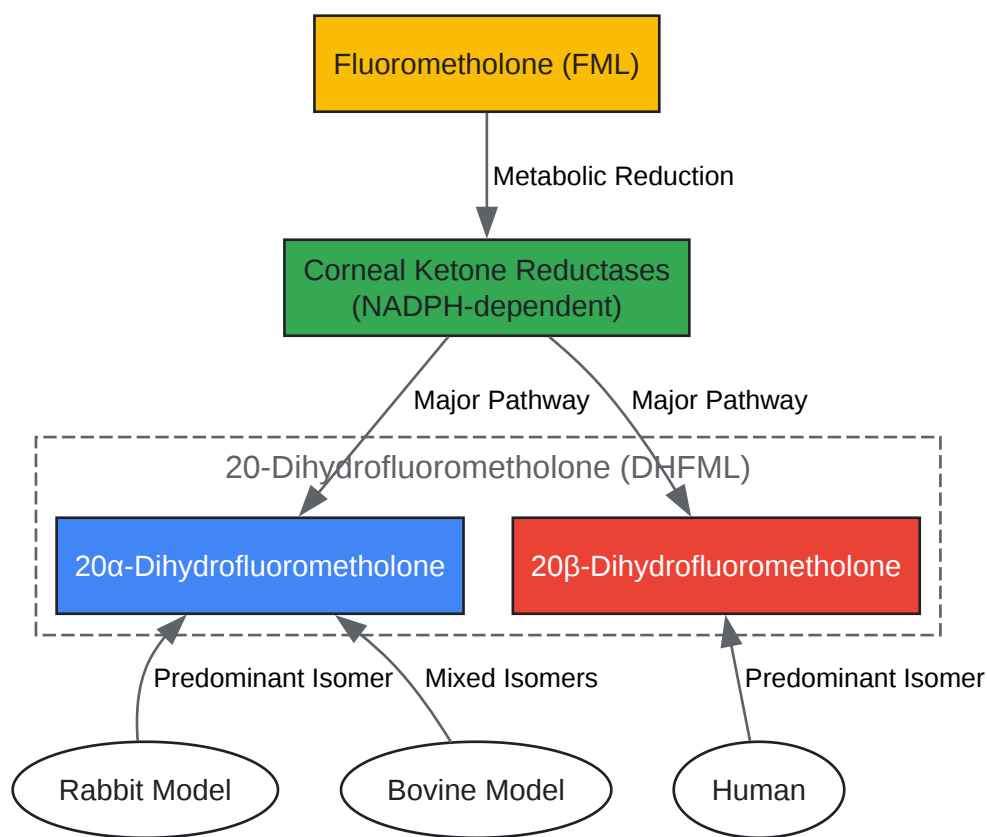 Fluorometholone (FML)
Metabolic Reduction
Corneal Ketone Reductases
(NADPH-dependent)
Major Pathway
Major Pathway
20-Dihydrofluorometholone (DHFML)
20α-Dihydrofluorometholone
20β-Dihydrofluorometholone
Predominant Isomer
Mixed Isomers
Predominant Isomer
Rabbit Model
Bovine Model
Human